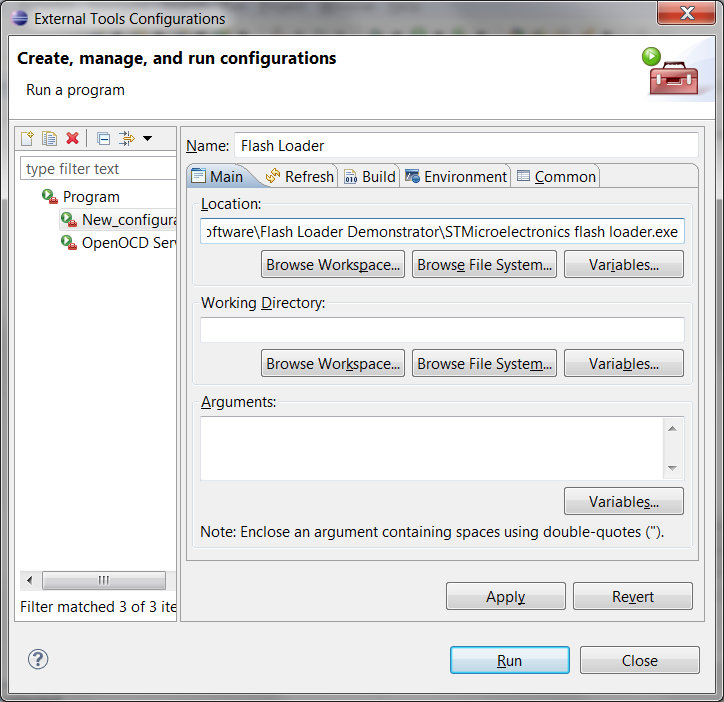 External Tools Configurations
Create, manage, and run configurations
Run a program
Name: Flash Loader
type filter text
Program
New_configura
OpenOCD Ser
Filter matched 3 of 3 ite
Main Refresh Build Environment Common
Location:
oftware\Flash Loader Demonstrator\STMicroelectronics flash loader.exe
Browse Workspace... Browse File System... Variables...
Working Directory:
Browse Workspace... Browse File System... Variables...
Arguments:
Variables...
Note: Enclose an argument containing spaces using double-quotes (").
Apply Revert
Run Close